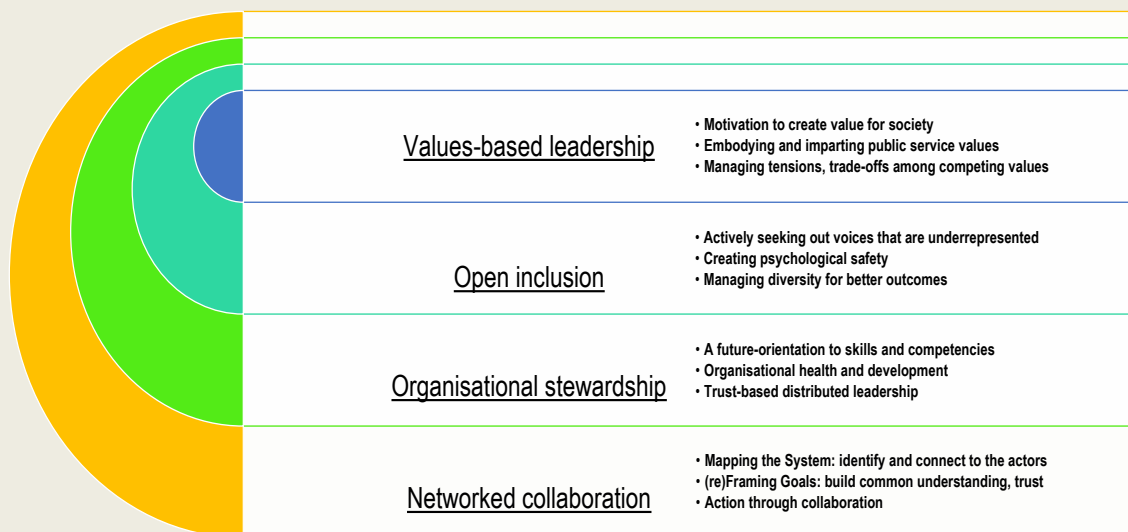 Values-based leadership
• Motivation to create value for society
• Embodying and imparting public service values
• Managing tensions, trade-offs among competing values
Open inclusion
• Actively seeking out voices that are underrepresented
• Creating psychological safety
• Managing diversity for better outcomes
Organisational stewardship
• A future-orientation to skills and competencies
• Organisational health and development
• Trust-based distributed leadership
Networked collaboration
• Mapping the System: identify and connect to the actors
• (re)Framing Goals: build common understanding, trust
• Action through collaboration